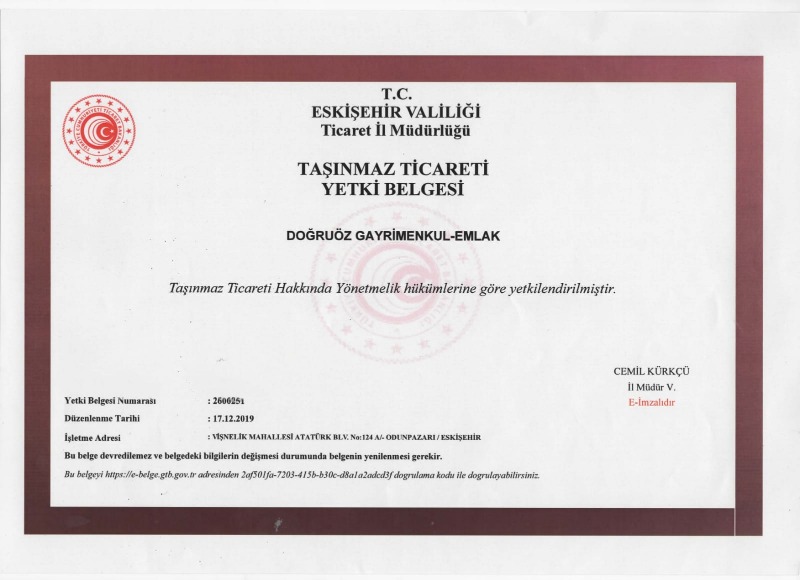 T.C.
ESKİŞEHİR VALİLİĞİ
Ticaret İl Müdürlüğü
TAŞINMAZ TİCARETİ
YETKİ BELGESİ
DOĞRUÖZ GAYRİMENKUL-EMLAK
Taşınmaz Ticareti Hakkında Yönetmelik hükümlerine göre yetkilendirilmiştir.
CEMİL KÜRKÇÜ
İl Müdür V.
E-İmzalıdır
Yetki Belgesi Numarası : 2606251
Düzenlenme Tarihi : 17.12.2019
İşletme Adresi : VİŞNELİK MAHALLESİ ATATÜRK BLV. No:124 A/- ODUNPAZARI / ESKİŞEHİR
Bu belge devredilemez ve belgedeki bilgilerin değişmesi durumunda belgenin yenilenmesi gerekir.
Bu belgeyi https://e-belge.gtb.gov.tr adresinden 2af501fa-7203-415b-b30c-d8a1a2adcd3f dogrulama kodu ile dogrulayabilirsiniz.